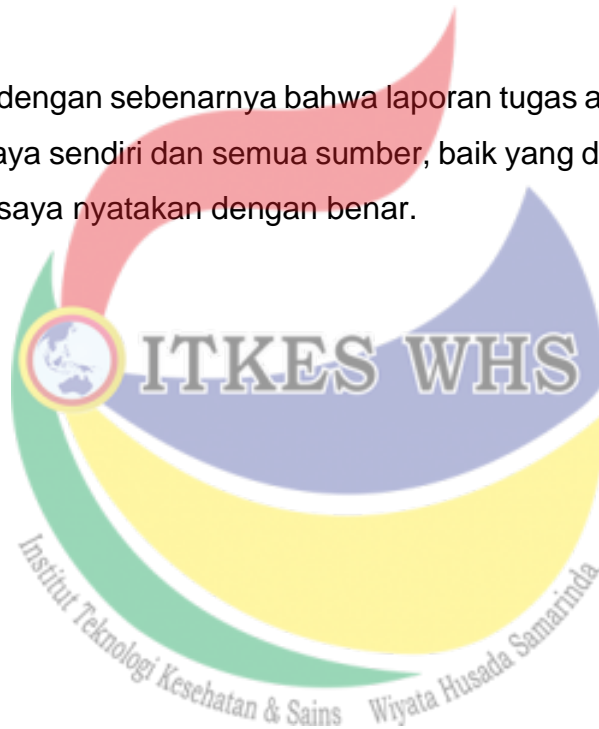 dengan sebenarnya bahwa laporan tugas a
aya sendiri dan semua sumber, baik yang d
saya nyatakan dengan benar.
ITKES WHS
Institut Teknologi Kesehatan & Sains Wiyata Husada Samarinda